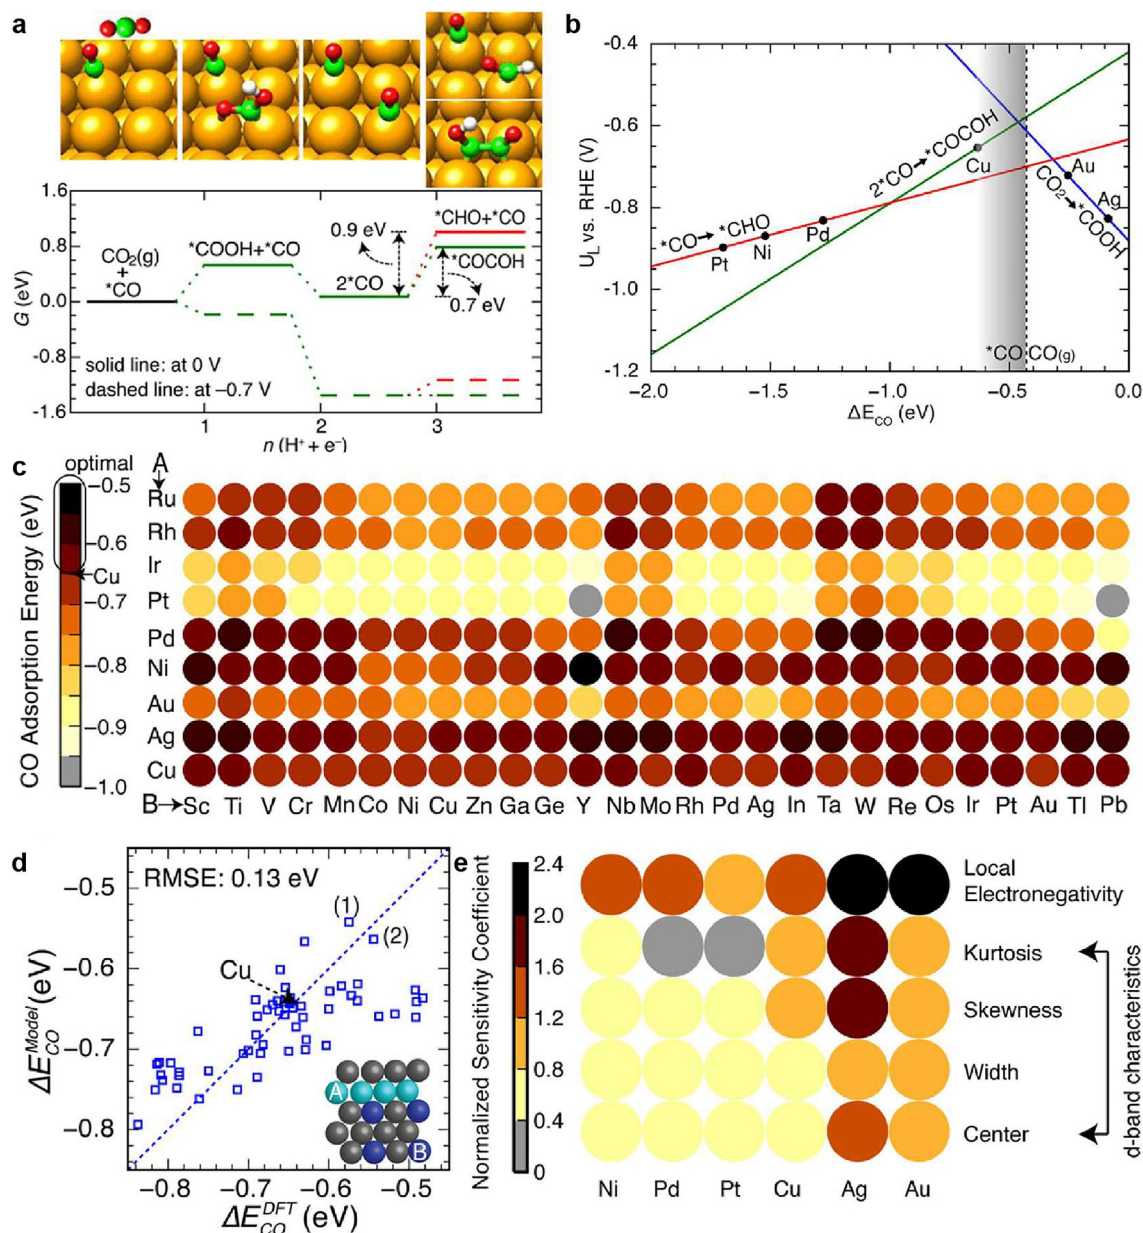 a
1.6
0.8
0.0
-0.8
-1.6
G (eV)
CO₂(g)
+
*CO
*COOH+*CO
2*CO
0.9 eV
*CHO+*CO
*COCOH
0.7 eV
solid line: at 0 V
dashed line: at –0.7 V
1
2
3
n (H⁺ + e⁻)
b
-0.4
-0.6
-0.8
-1.0
-1.2
U_L vs. RHE (V)
2*CO→*COCOH
*CO→*CHO
CO₂→*COOH
Pt
Ni
Pd
Cu
Au
Ag
*CO
CO(g)
−2.0
−1.5
−1.0
−0.5
0.0
ΔE_CO (eV)
c
optimal
−0.5
−0.6
Cu
−0.7
−0.8
−0.9
−1.0
CO Adsorption Energy (eV)
A
Ru
Rh
Ir
Pt
Pd
Ni
Au
Ag
Cu
B→Sc Ti V Cr Mn Co Ni Cu Zn Ga Ge Y Nb Mo Rh Pd Ag In Ta W Re Os Ir Pt Au Tl Pb
d
RMSE: 0.13 eV
(1)
(2)
Cu
A
B
−0.5
−0.6
−0.7
−0.8
ΔE_CO^Model (eV)
−0.8 −0.7 −0.6 −0.5
ΔE_CO^DFT (eV)
e
2.4
2.0
1.6
1.2
0.8
0.4
0
Normalized Sensitivity Coefficient
Local
Electronegativity
Kurtosis
Skewness
Width
Center
d-band characteristics
Ni Pd Pt Cu Ag Au